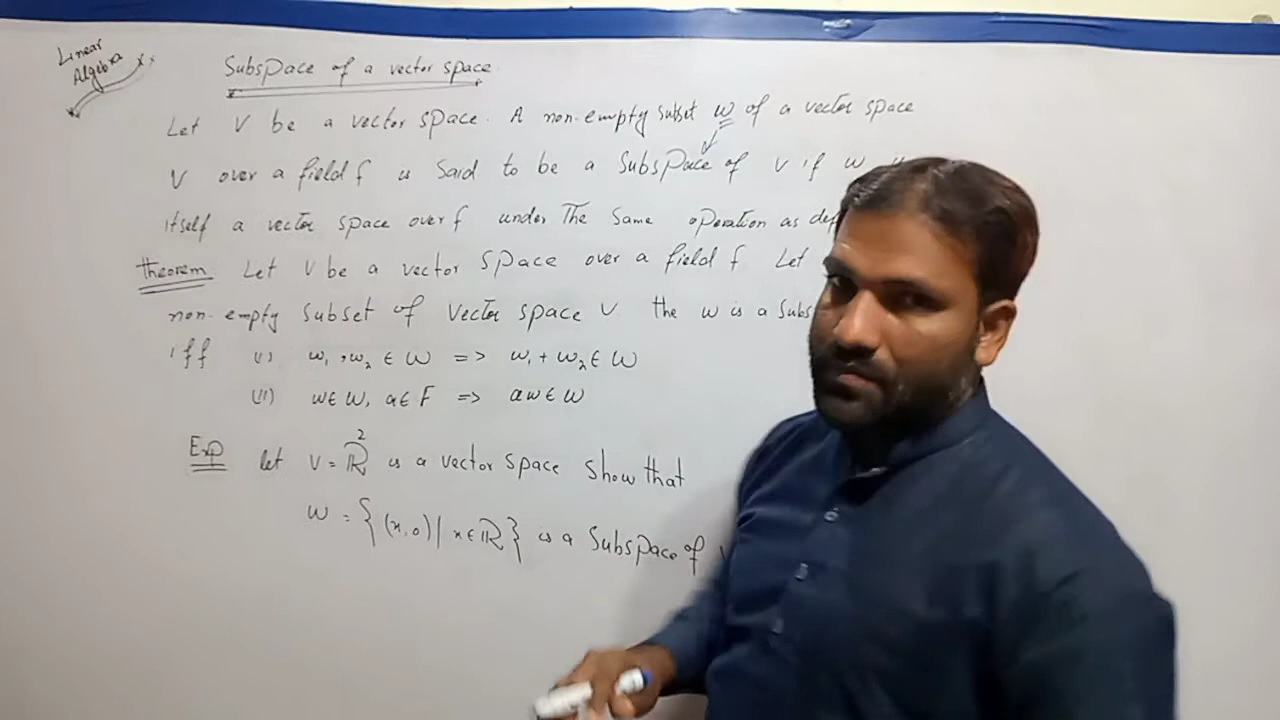 Linear
Algebra
Subspace of a vector space
Let V be a vector space. A non-empty subset W of a vector space
V over a field f is said to be a Subspace of V if W
itself a vector space over f under The Same operation as def
Theorem Let V be a vector space over a field f Let
non-empty subset of vector space V the W is a Subs
iff (i) w₁, w₂ ∈ W => w₁ + w₂ ∈ W
(ii) w ∈ W, a ∈ F => aw ∈ W
Exp let V = ℝ² is a vector space Show that
W = {(x,0) | x ∈ ℝ} is a Subspace of